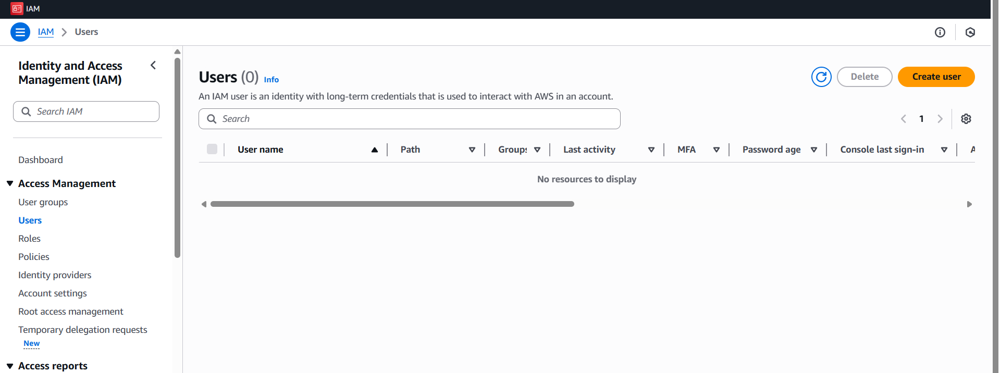 IAM
IAM > Users
Identity and Access
Management (IAM)
Search IAM
Dashboard
Access Management
User groups
Users
Roles
Policies
Identity providers
Account settings
Root access management
Temporary delegation requests
New
Access reports
Users (0) Info
Delete
Create user
An IAM user is an identity with long-term credentials that is used to interact with AWS in an account.
Search
1
User name Path Group: Last activity MFA Password age Console last sign-in A
No resources to display